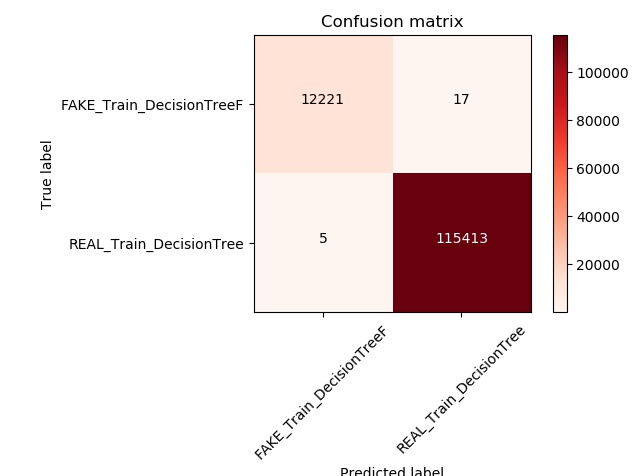 Confusion matrix
FAKE_Train_DecisionTreeF
12221
17
REAL_Train_DecisionTree
5
115413
True label
FAKE_Train_DecisionTreeF
REAL_Train_DecisionTree
Predicted label
100000
80000
60000
40000
20000